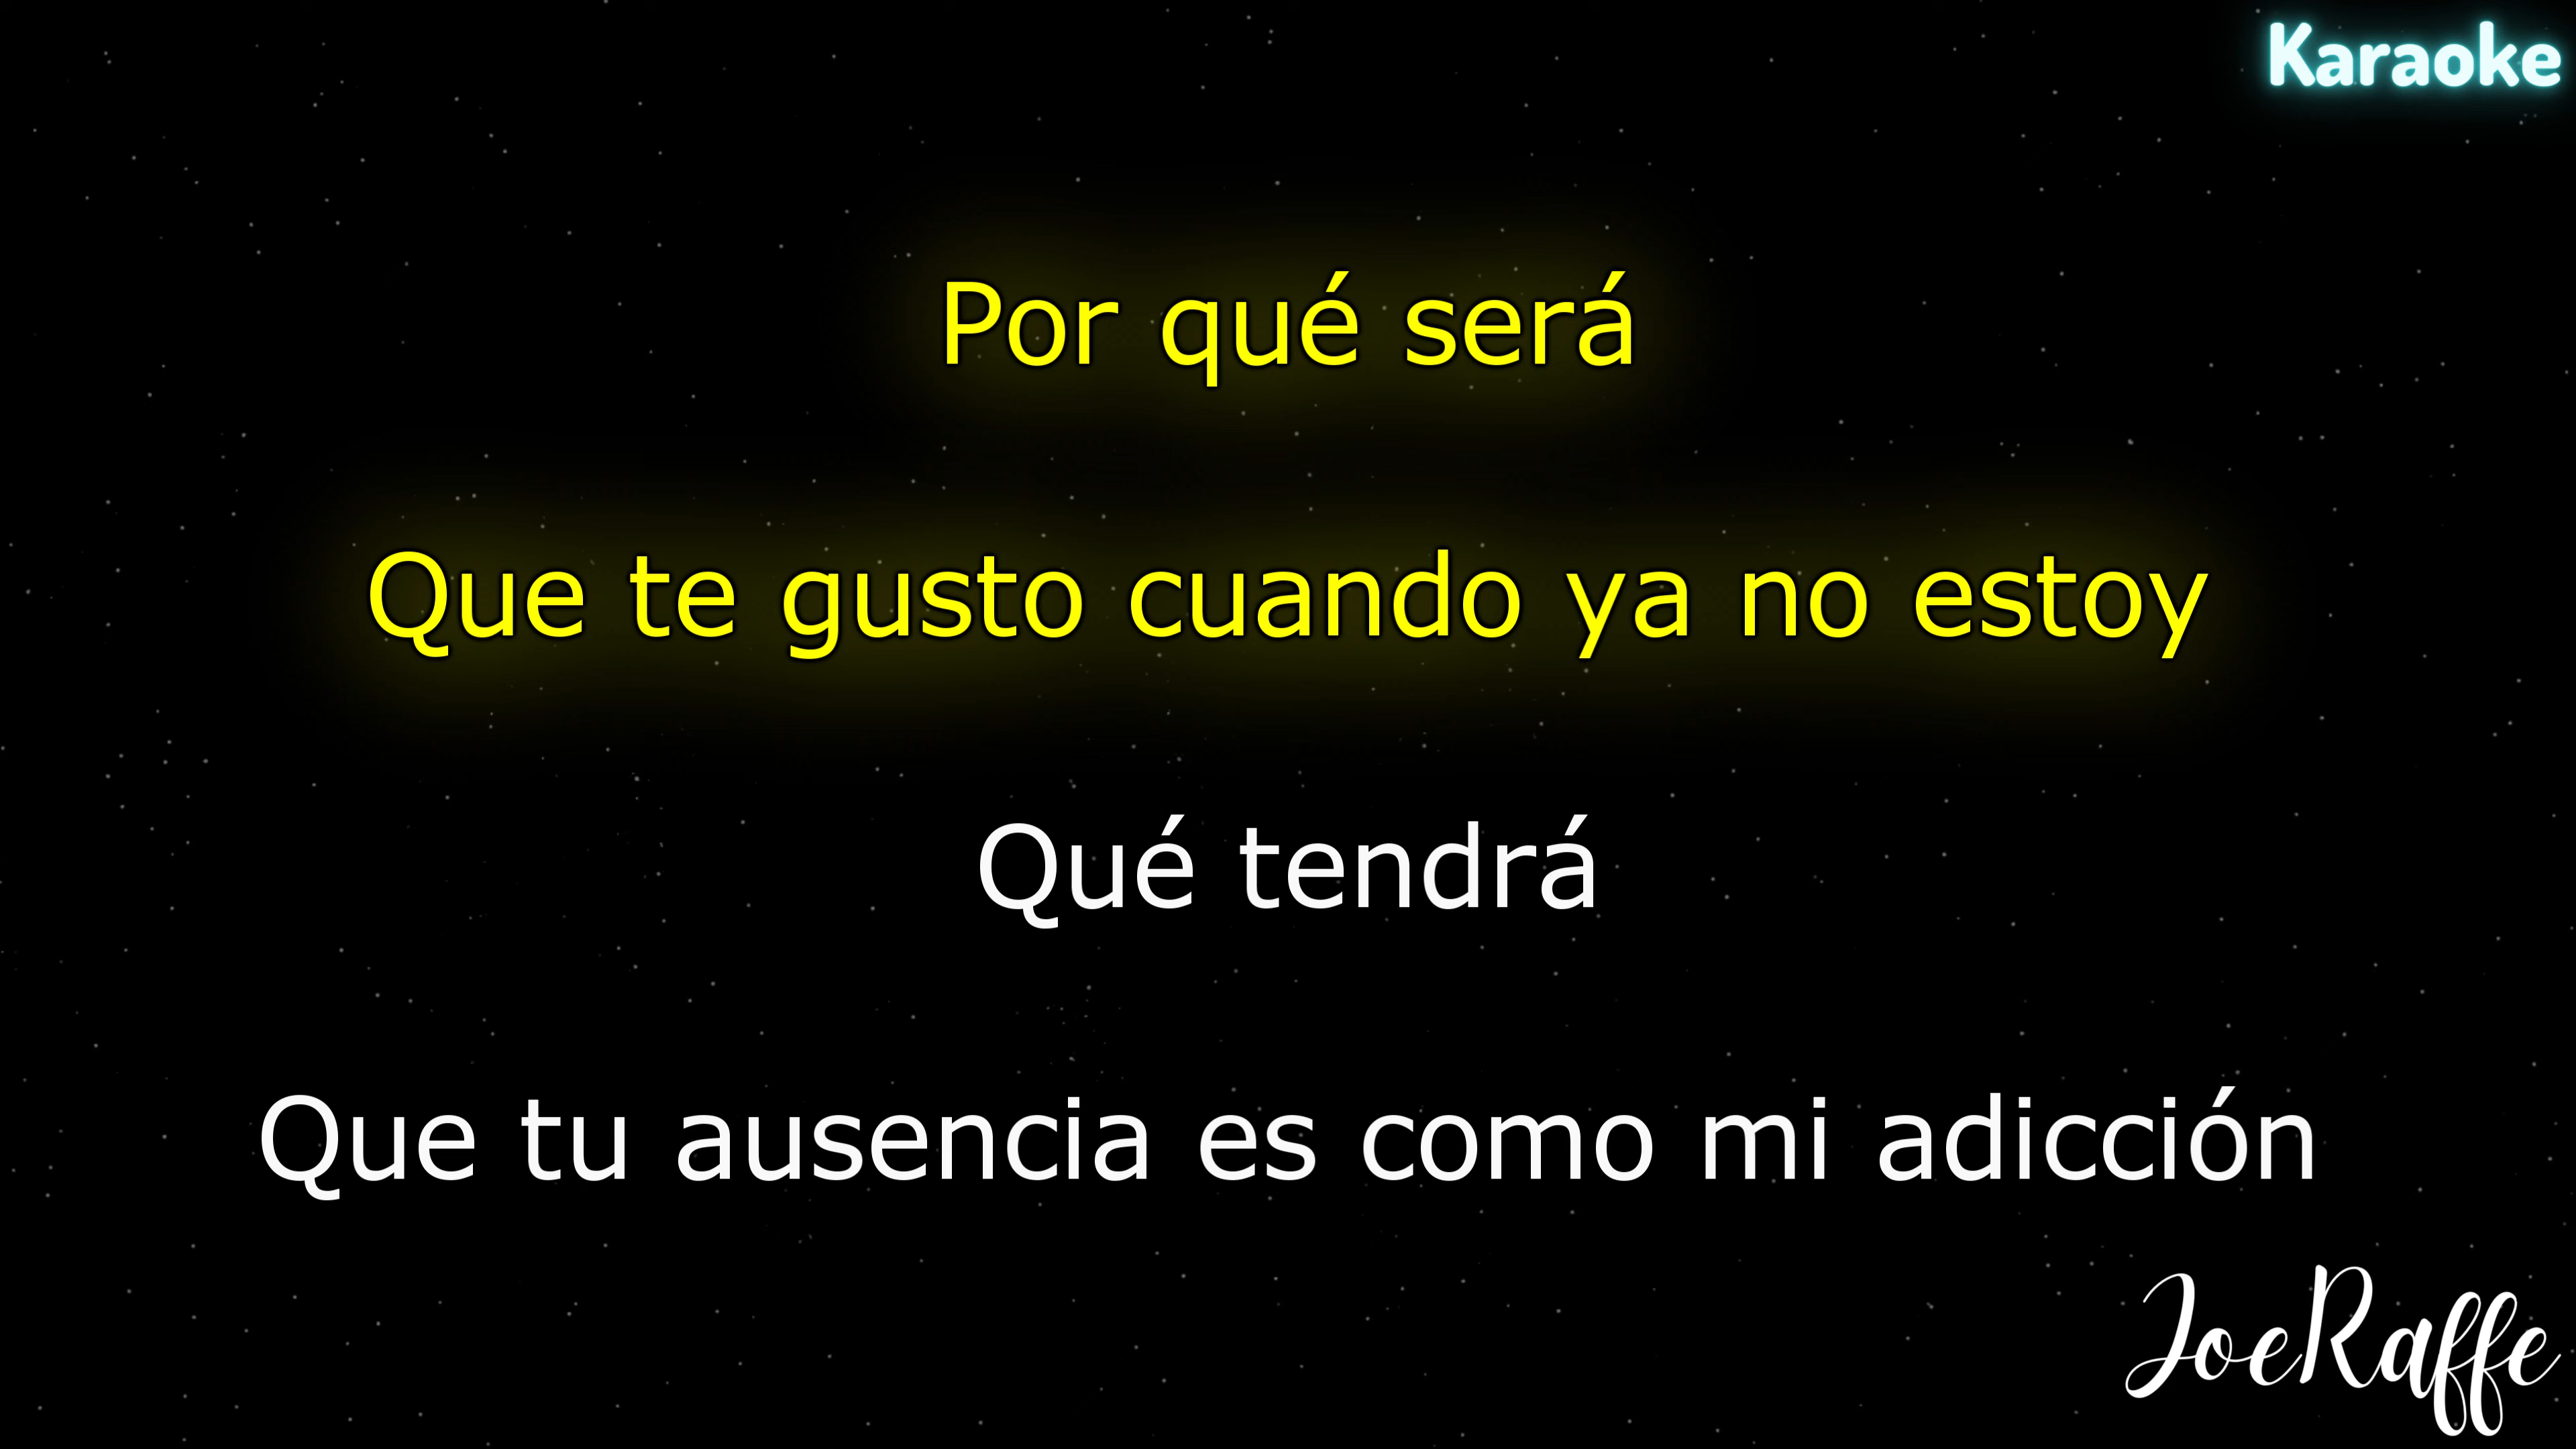 Karaoke
Por qué será
Que te gusto cuando ya no estoy
Qué tendrá
Que tu ausencia es como mi adicción
JoeRaffe